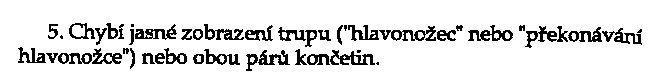 5. Chybí jasné zobrazení trupu ("hlavonožec" nebo "překonávání
hlavonožce") nebo obou párů končetin.